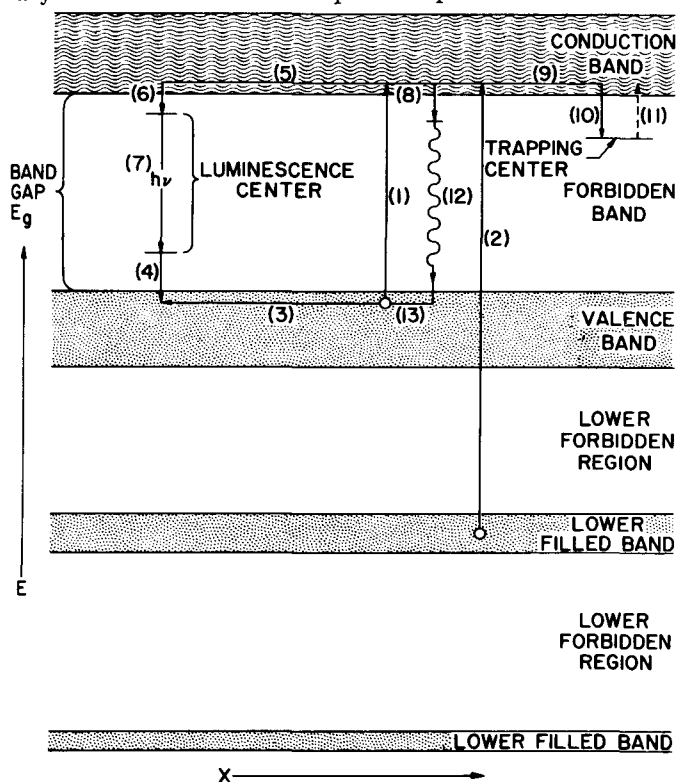 CONDUCTION
BAND
(5)
(9)
(6)
(8)
(10)
(11)
TRAPPING
CENTER
FORBIDDEN
BAND
BAND
GAP
Eg
(7)
hν
LUMINESCENCE
CENTER
(1)
(12)
(2)
(4)
(3)
(13)
VALENCE
BAND
LOWER
FORBIDDEN
REGION
LOWER
FILLED BAND
E
LOWER
FORBIDDEN
REGION
LOWER FILLED BAND
X